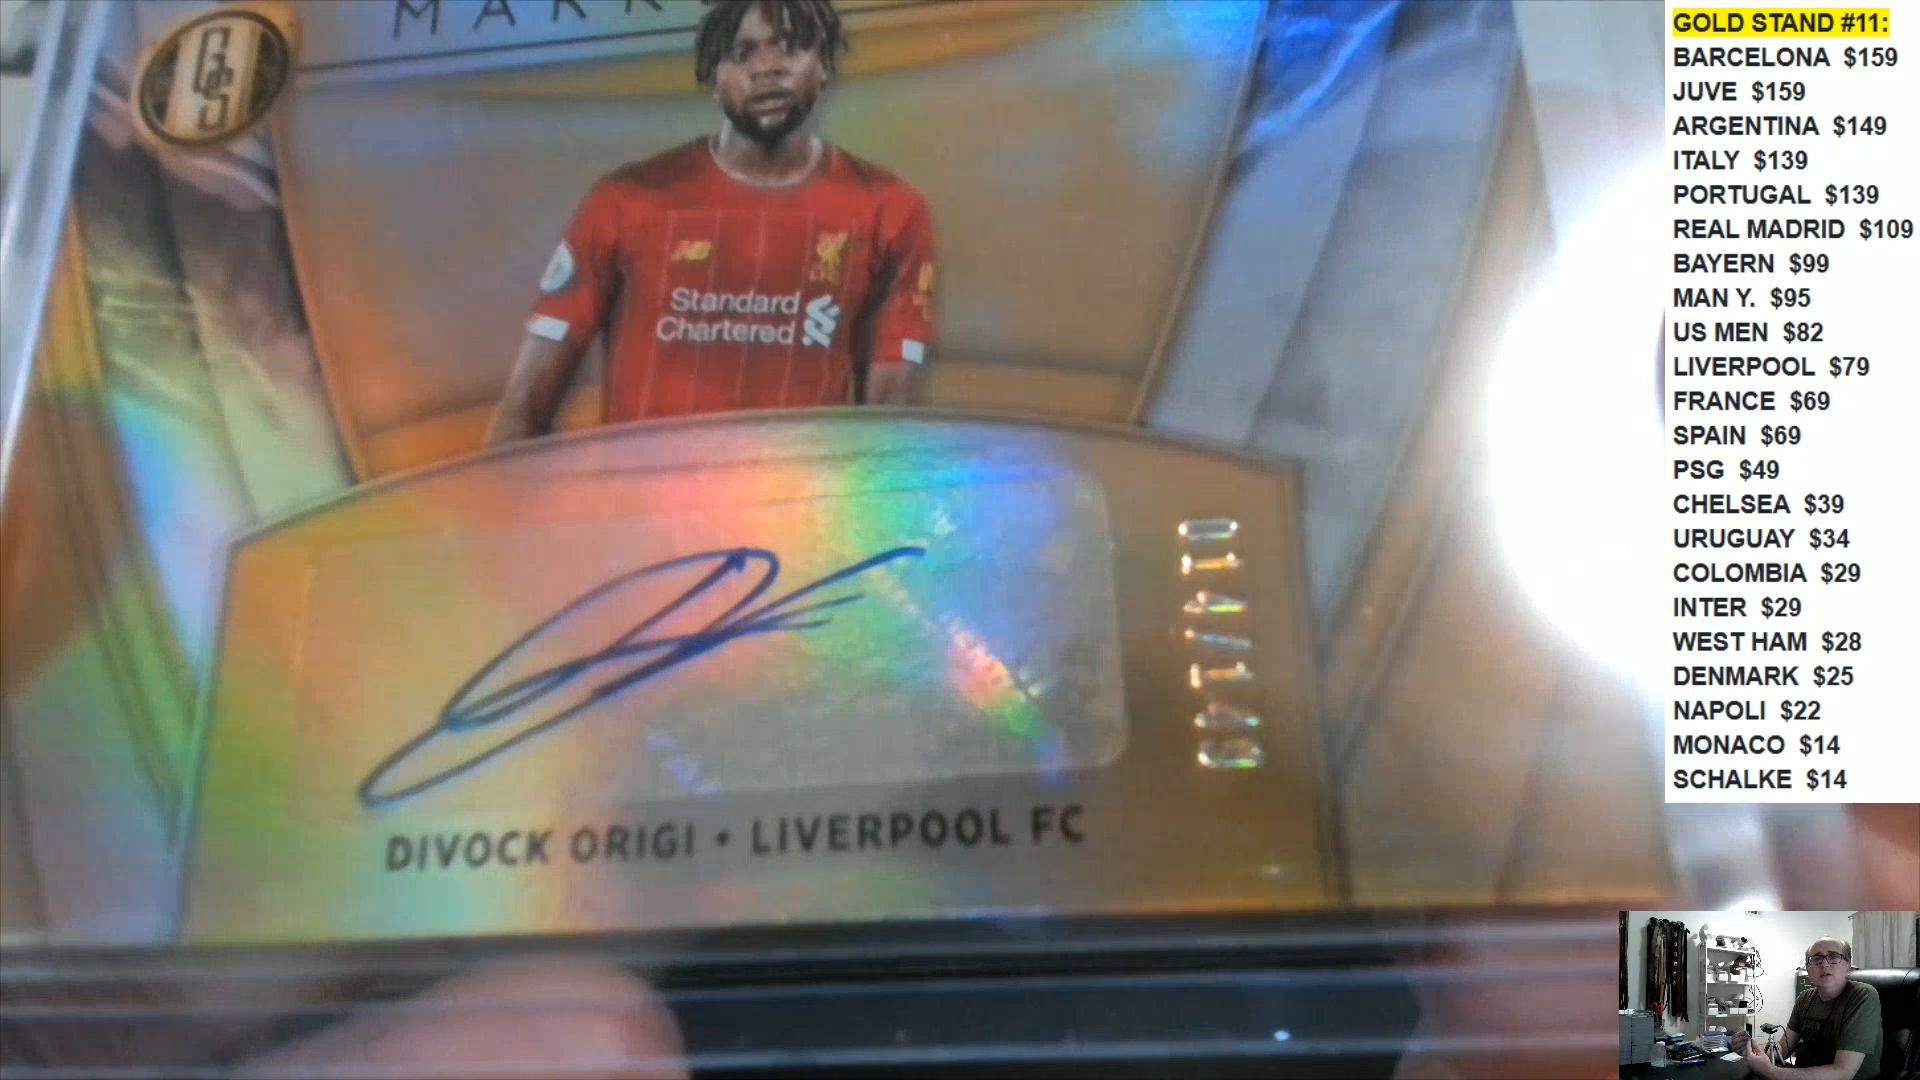 MARK
GS
NB
LFC
Standard
Chartered
DIVOCK ORIGI • LIVERPOOL FC
GOLD STAND #11:
BARCELONA $159
JUVE $159
ARGENTINA $149
ITALY $139
PORTUGAL $139
REAL MADRID $109
BAYERN $99
MAN Y. $95
US MEN $82
LIVERPOOL $79
FRANCE $69
SPAIN $69
PSG $49
CHELSEA $39
URUGUAY $34
COLOMBIA $29
INTER $29
WEST HAM $28
DENMARK $25
NAPOLI $22
MONACO $14
SCHALKE $14